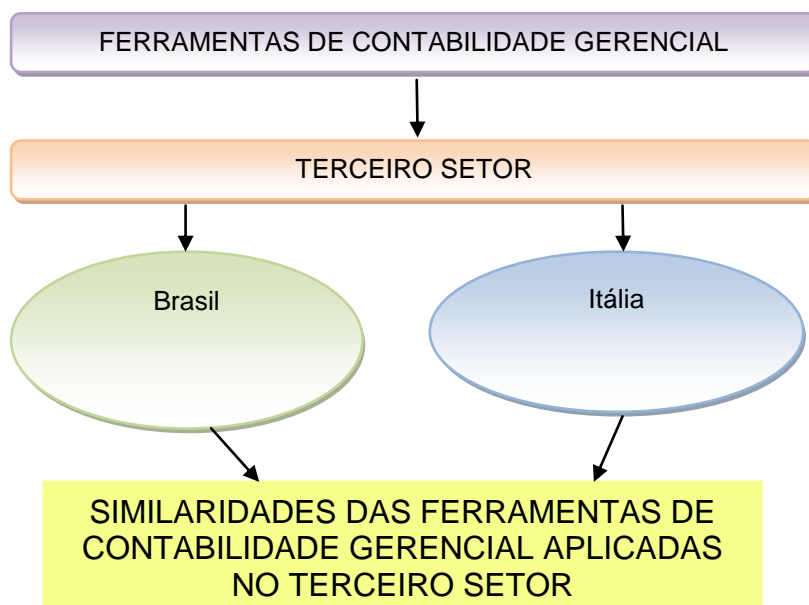 FERRAMENTAS DE CONTABILIDADE GERENCIAL
TERCEIRO SETOR
Brasil
Itália
SIMILARIDADES DAS FERRAMENTAS DE
CONTABILIDADE GERENCIAL APLICADAS
NO TERCEIRO SETOR